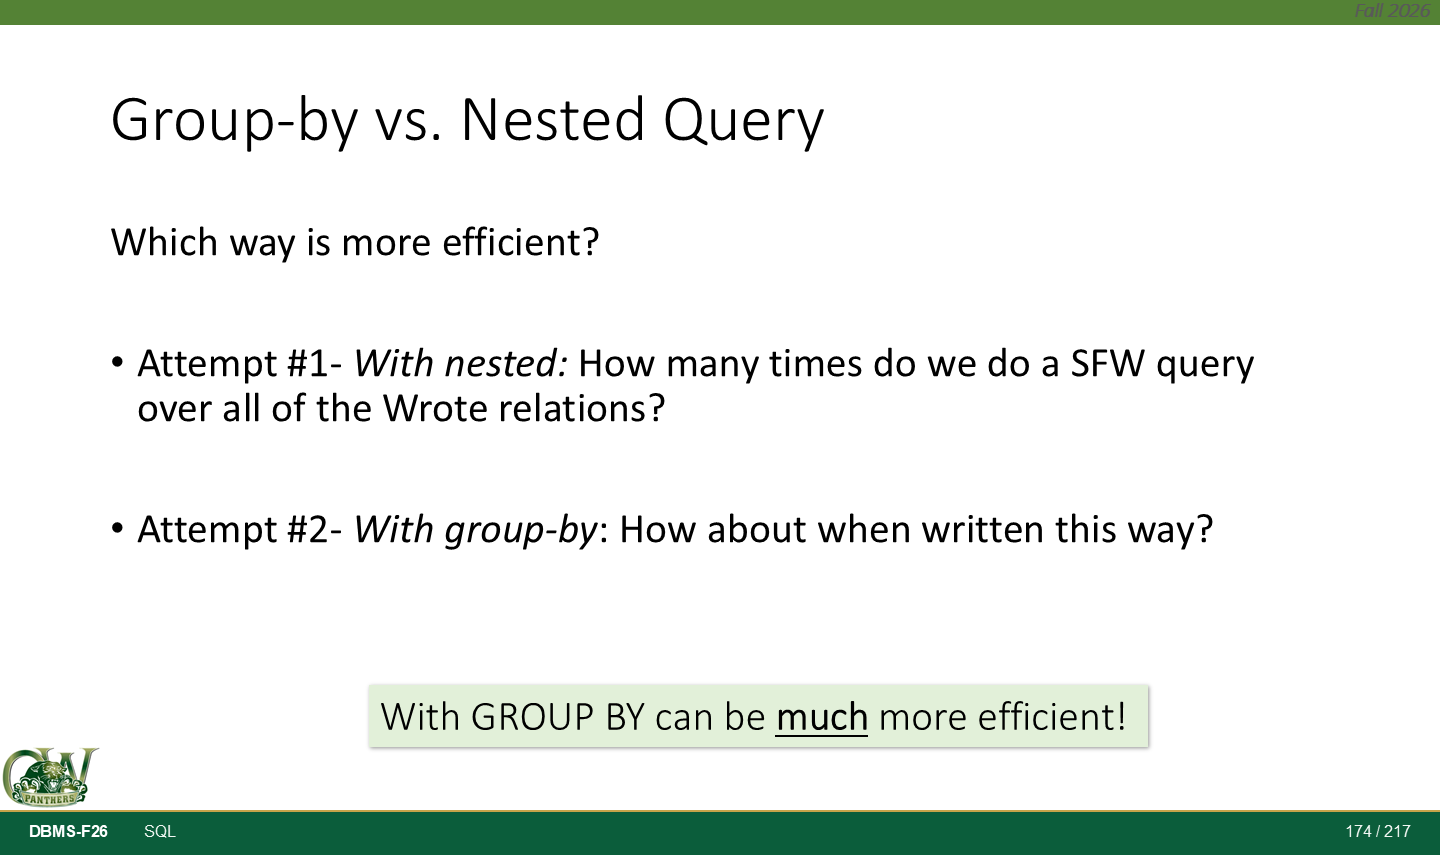 Fall 2026
Group-by vs. Nested Query
Which way is more efficient?
• Attempt #1- With nested: How many times do we do a SFW query
over all of the Wrote relations?
• Attempt #2- With group-by: How about when written this way?
With GROUP BY can be much more efficient!
OW
PANTHERS
DBMS-F26 SQL 174 / 217